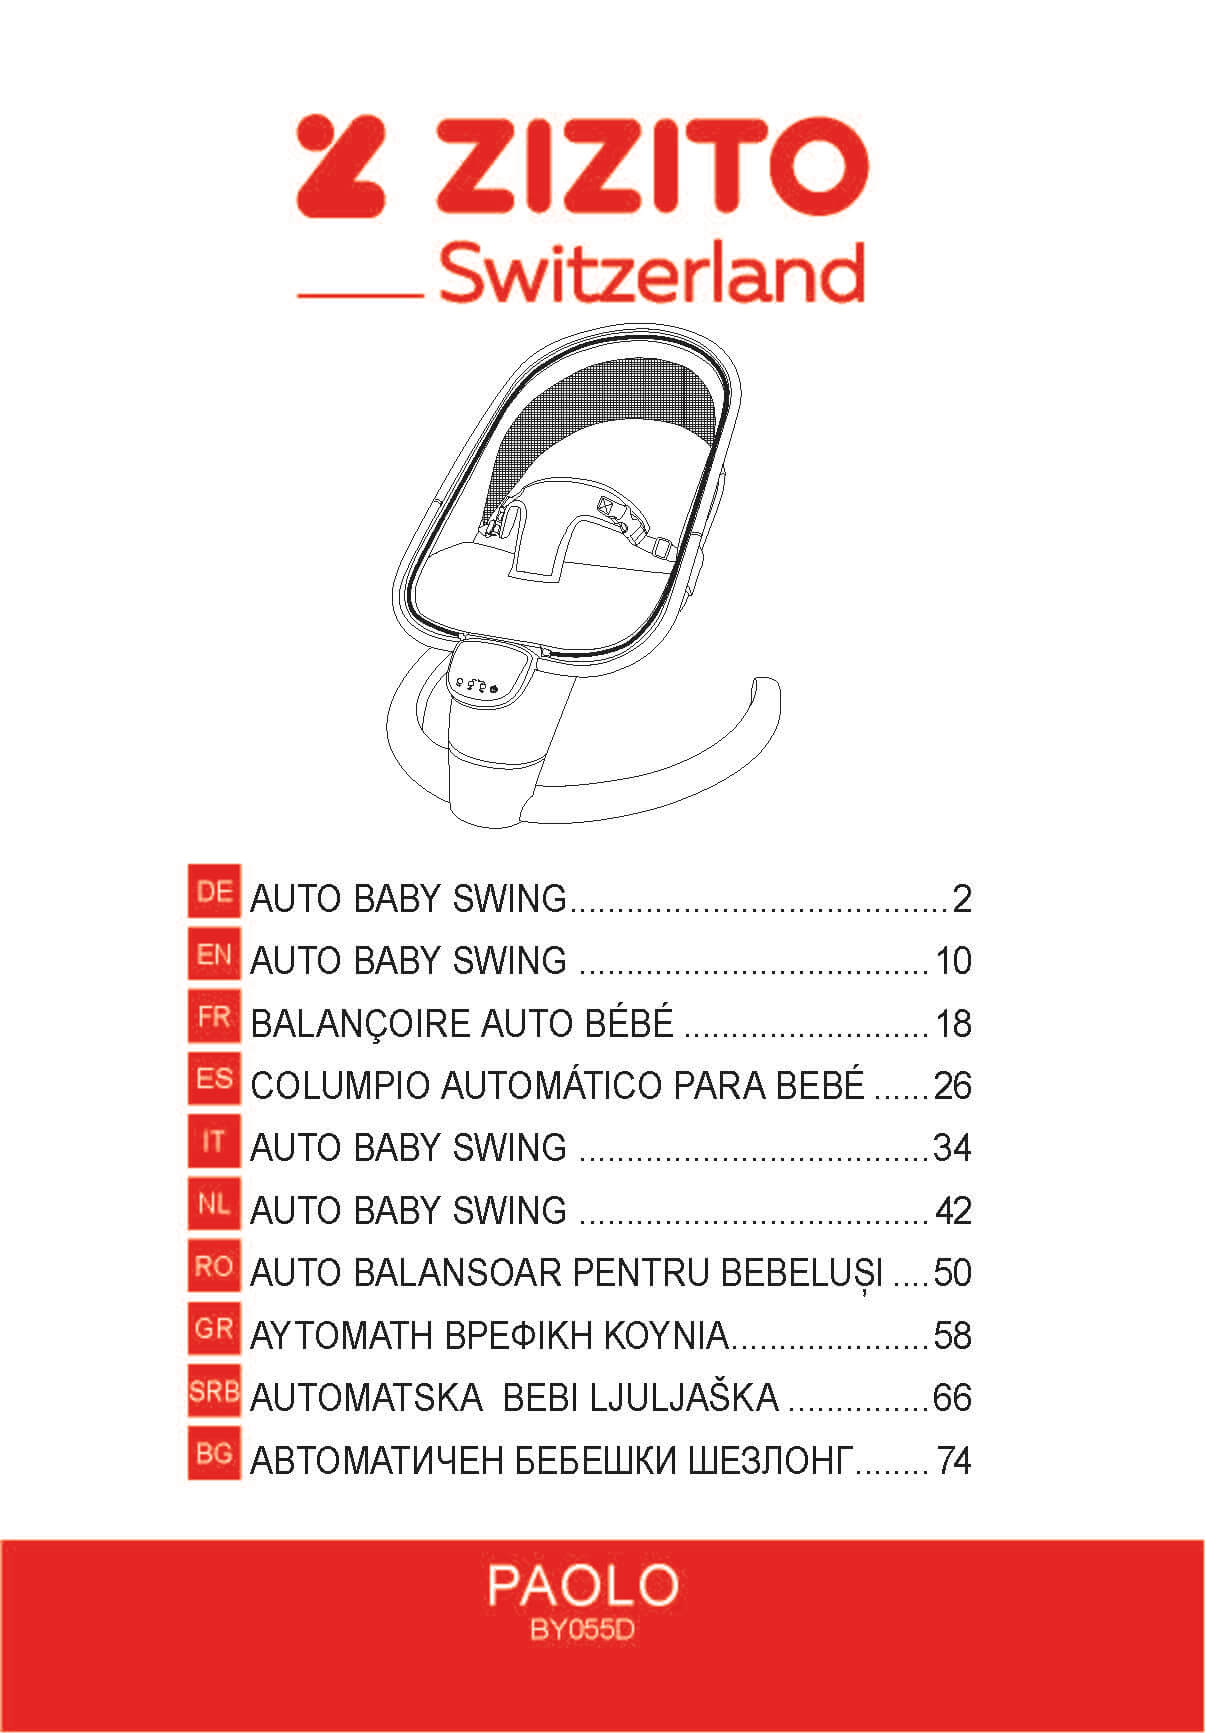 ZIZITO
Switzerland
DE AUTO BABY SWING.......................................2
EN AUTO BABY SWING ....................................10
FR BALANÇOIRE AUTO BÉBÉ .........................18
ES COLUMPIO AUTOMÁTICO PARA BEBÉ ......26
IT AUTO BABY SWING ....................................34
NL AUTO BABY SWING ....................................42
RO AUTO BALANSOAR PENTRU BEBELUȘI ....50
GR ΑΥΤΟΜΑΤΗ ΒΡΕΦΙΚΗ ΚΟΥΝΙΑ.....................58
SRB AUTOMATSKA  BEBI LJULJAŠKA ...............66
BG АВТОМАТИЧЕН БЕБЕШКИ ШЕЗЛОНГ........ 74
PAOLO
BY055D